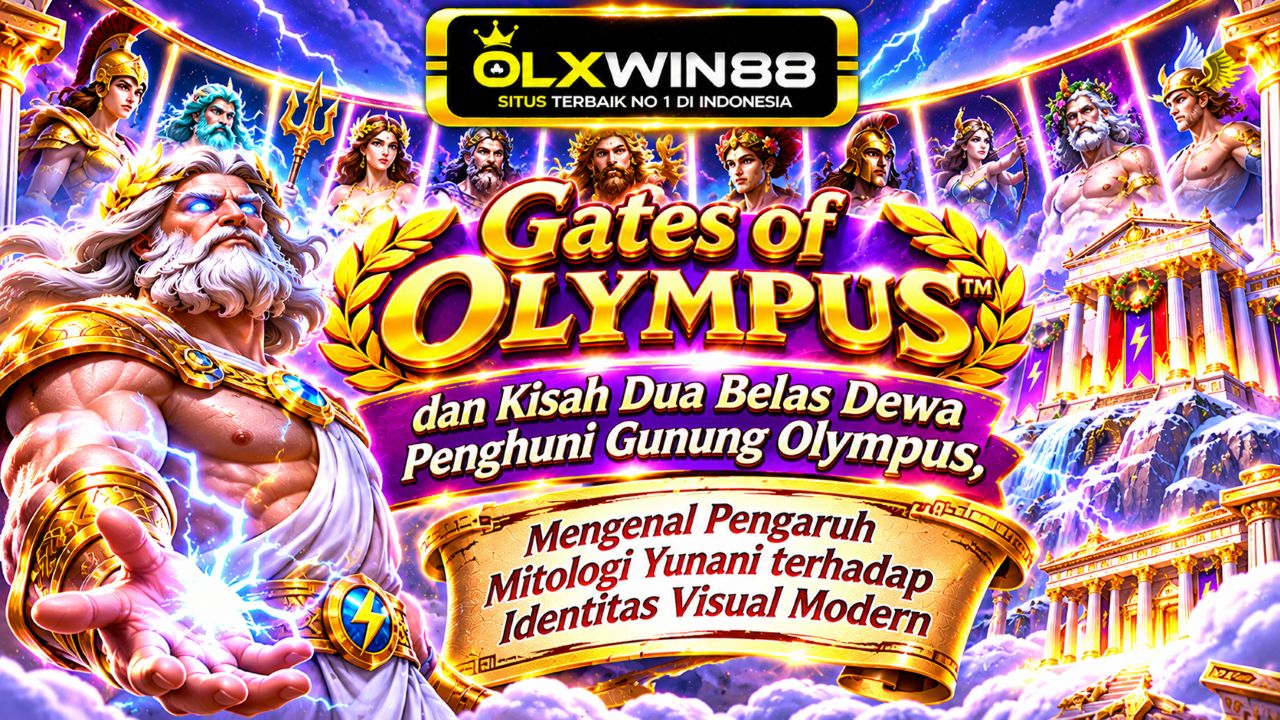 OLXWIN88
SITUS TERBAIK NO 1 DI INDONESIA
Gates of
OLYMPUS™
dan Kisah Dua Belas Dewa
Penghuni Gunung Olympus,
Mengenal Pengaruh
Mitologi Yunani terhadap
Identitas Visual Modern